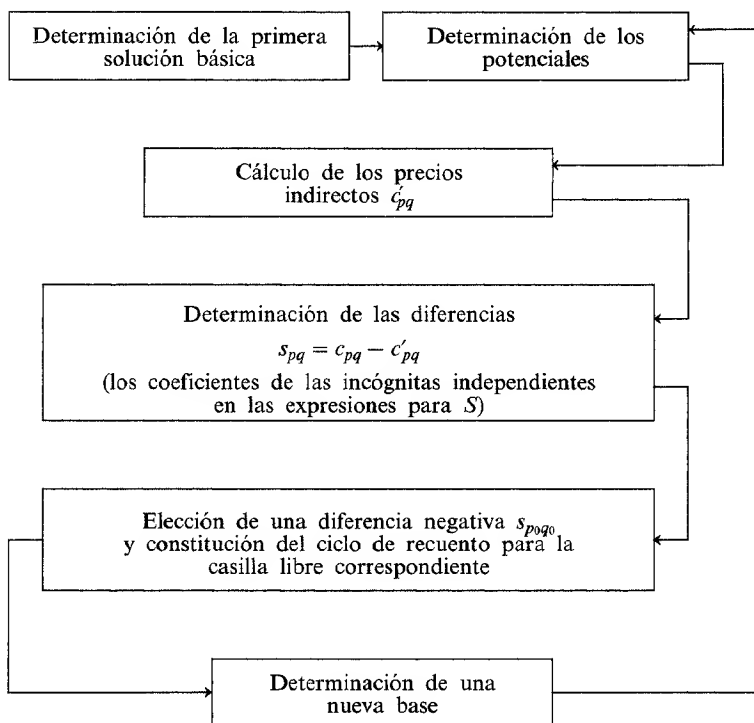 Determinación de la primera
solución básica
Determinación de los
potenciales
Cálculo de los precios
indirectos c′pq
Determinación de las diferencias
spq = cpq − c′pq
(los coeficientes de las incógnitas independientes
en las expresiones para S)
Elección de una diferencia negativa sp₀q₀
y constitución del ciclo de recuento para la
casilla libre correspondiente
Determinación de una
nueva base